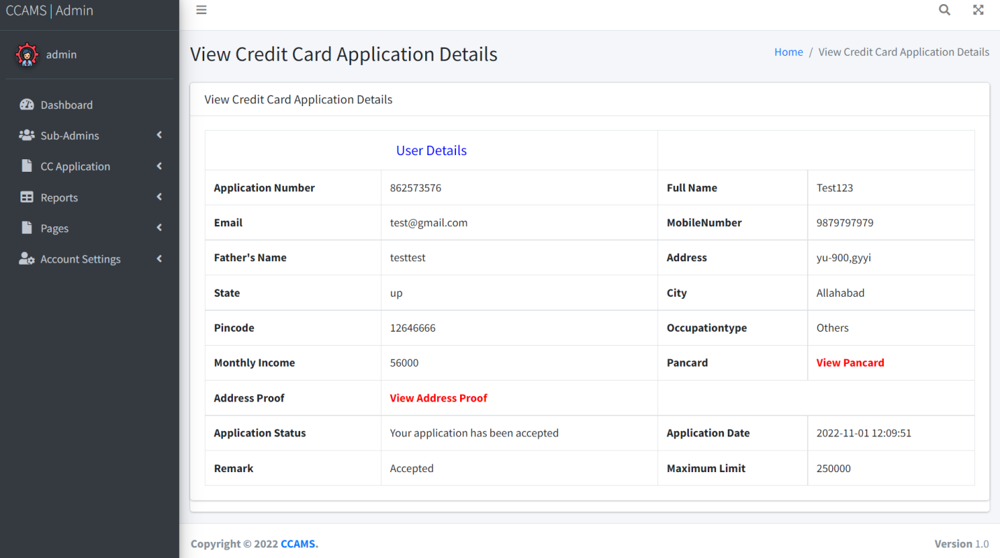 CCAMS | Admin
admin
Dashboard
Sub-Admins
CC Application
Reports
Pages
Account Settings
View Credit Card Application Details
Home / View Credit Card Application Details
View Credit Card Application Details
User Details
Application Number 862573576 Full Name Test123
Email test@gmail.com MobileNumber 9879797979
Father's Name testtest Address yu-900,gyyi
State up City Allahabad
Pincode 12646666 Occupationtype Others
Monthly Income 56000 Pancard View Pancard
Address Proof View Address Proof
Application Status Your application has been accepted Application Date 2022-11-01 12:09:51
Remark Accepted Maximum Limit 250000
Copyright © 2022 CCAMS. Version 1.0